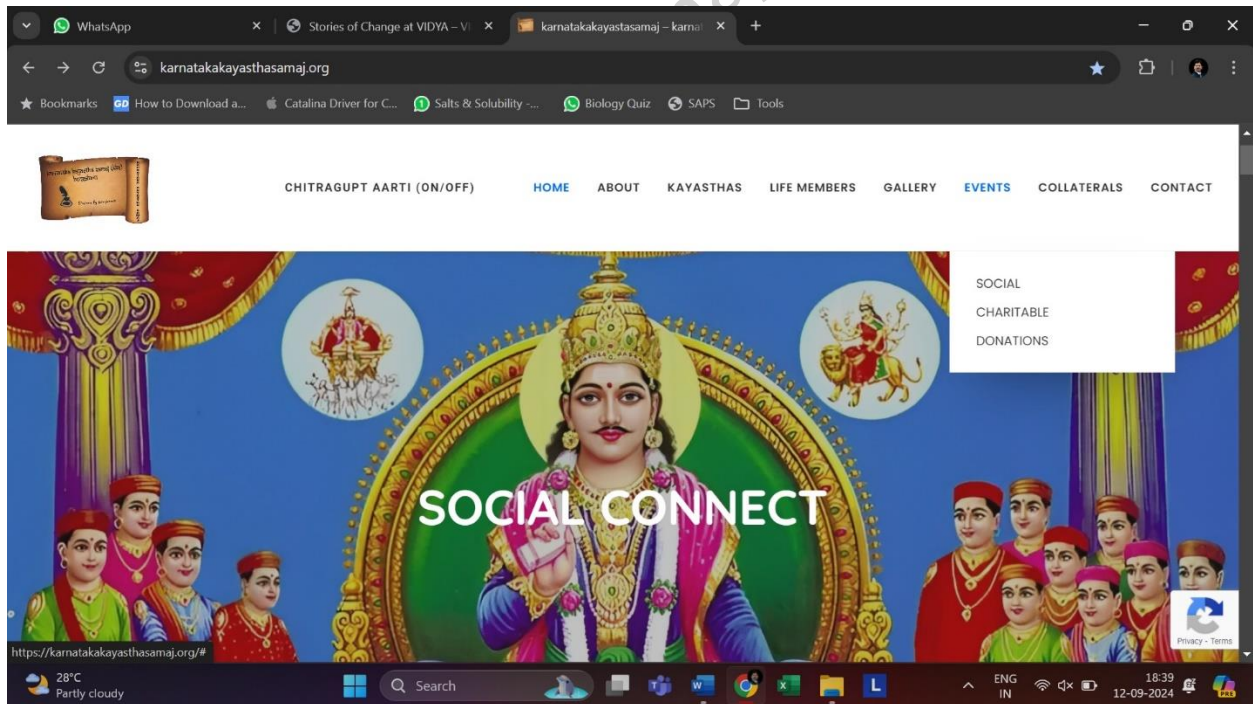 WhatsApp
Stories of Change at VIDYA – VI
karnatakakayastasamaj – karna
karnatakakayasthasamaj.org
Bookmarks
GD How to Download a...
Catalina Driver for C...
1 Salts & Solubility -...
Biology Quiz
SAPS
Tools
CHITRAGUPT AARTI (ON/OFF)
HOME
ABOUT
KAYASTHAS
LIFE MEMBERS
GALLERY
EVENTS
COLLATERALS
CONTACT
SOCIAL
CHARITABLE
DONATIONS
SOCIAL CONNECT
Privacy - Terms
https://karnatakakayasthasamaj.org/#
28°C
Partly cloudy
Search
ENG
IN
18:39
12-09-2024